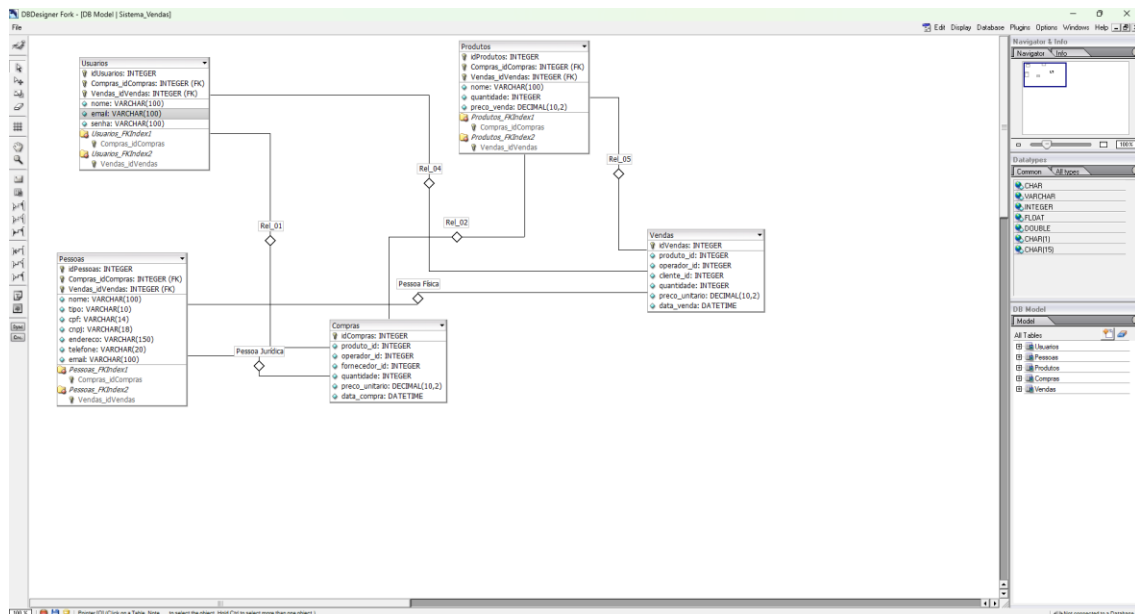 DBDesigner Fork - [DB Model | Sistema_Vendas]
File
Edit Display Database Plugins Options Windows Help
Usuarios
idUsuarios: INTEGER
Compras_idCompras: INTEGER (FK)
Vendas_idVendas: INTEGER (FK)
nome: VARCHAR(100)
email: VARCHAR(100)
senha: VARCHAR(100)
Usuarios_FKIndex1
Compras_idCompras
Usuarios_FKIndex2
Vendas_idVendas
Produtos
idProdutos: INTEGER
Compras_idCompras: INTEGER (FK)
Vendas_idVendas: INTEGER (FK)
nome: VARCHAR(100)
quantidade: INTEGER
preco_venda: DECIMAL(10,2)
Produtos_FKIndex1
Compras_idCompras
Produtos_FKIndex2
Vendas_idVendas
Rel_05
Rel_04
Rel_02
Rel_01
Vendas
idVendas: INTEGER
produto_id: INTEGER
operador_id: INTEGER
cliente_id: INTEGER
quantidade: INTEGER
preco_unitario: DECIMAL(10,2)
data_venda: DATETIME
Pessoas
idPessoas: INTEGER
Compras_idCompras: INTEGER (FK)
Vendas_idVendas: INTEGER (FK)
nome: VARCHAR(100)
tipo: VARCHAR(10)
cpf: VARCHAR(14)
cnpj: VARCHAR(18)
endereco: VARCHAR(150)
telefone: VARCHAR(20)
email: VARCHAR(100)
Pessoas_FKIndex1
Compras_idCompras
Pessoas_FKIndex2
Vendas_idVendas
Pessoa Física
Pessoa Jurídica
Compras
idCompras: INTEGER
produto_id: INTEGER
operador_id: INTEGER
fornecedor_id: INTEGER
quantidade: INTEGER
preco_unitario: DECIMAL(10,2)
data_compra: DATETIME
Navigator & Info
Navigator Info
100%
Datatypes
Common All types
CHAR
VARCHAR
INTEGER
FLOAT
DOUBLE
CHAR(1)
CHAR(15)
DB Model
Model
All Tables
Usuarios
Pessoas
Produtos
Compras
Vendas